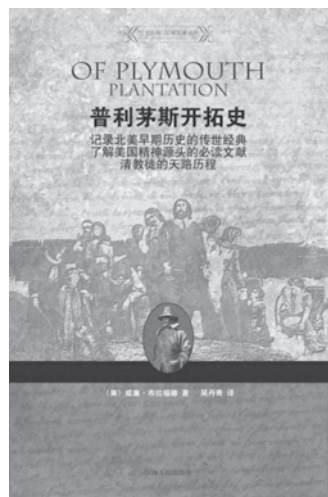 OF PLYMOUTH
PLANTATION
普利茅斯开拓史
记录北美早期历史的传世经典
了解美国精神源头的必读文献
清教徒的天路历程
(美) 威廉·布拉福德 著 吴丹青 译